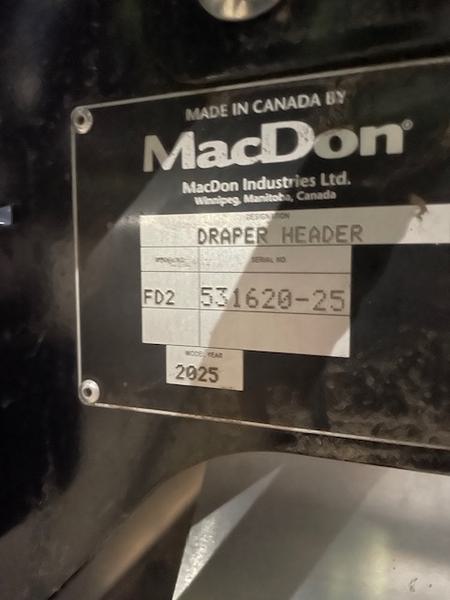 MADE IN CANADA BY
MacDon®
MacDon Industries Ltd.
Winnipeg, Manitoba, Canada
DESIGNATION
DRAPER HEADER
SERIAL NO.
FD2 531620-25
MODEL YEAR
2025